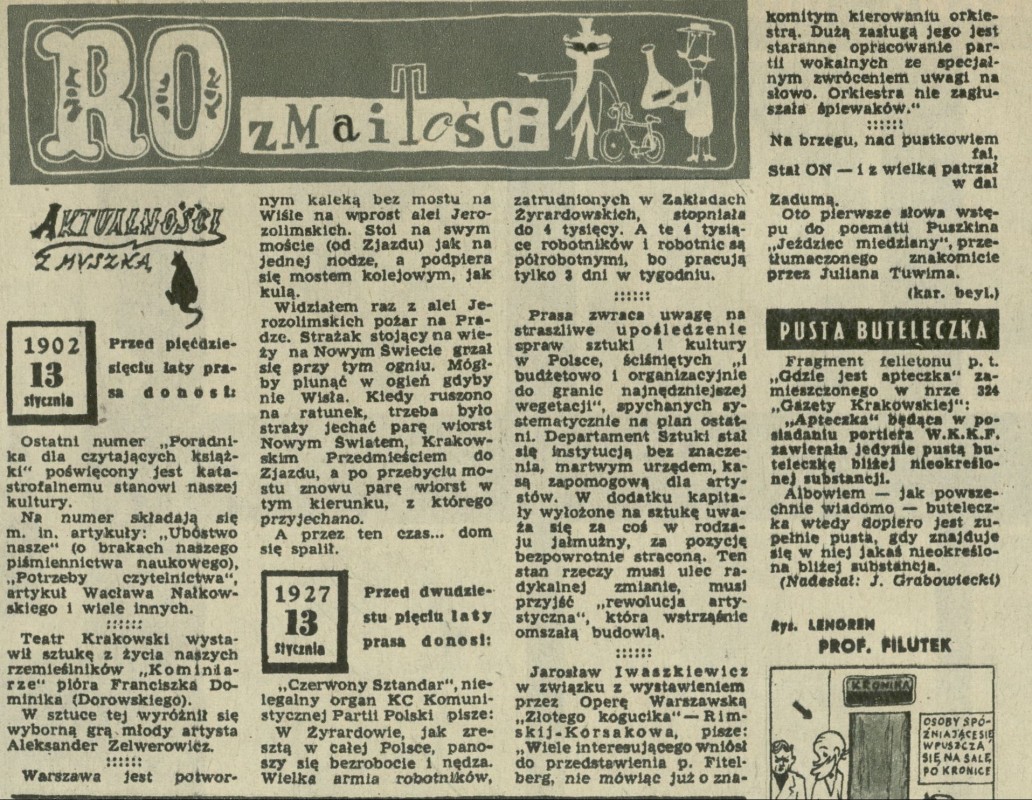 ROZMAITOŚCI
AKTUALNOŚCI
Z MYSZKĄ
1902
13
stycznia
Przed pięćdzie-
sięciu laty pra-
sa donosi:
Ostatni numer „Poradni-
ka dla czytających książ-
ki" poświęcony jest kata-
strofalnemu stanowi naszej
kultury.
Na numer składają się
m. in. artykuły: „Ubóstwo
nasze" (o brakach naszego
piśmiennictwa naukowego),
„Potrzeby czytelnictwa",
artykuł Wacława Nałkow-
skiego i wiele innych.
::::::
Teatr Krakowski wysta-
wił sztukę z życia naszych
rzemieślników „Kominia-
rze" pióra Franciszka Do-
minika (Dorowskiego).
W sztuce tej wyróżnił się
wyborną grą młody artysta
Aleksander Zelwerowicz.
::::::
Warszawa jest potwor-
nym kaleką bez mostu na
Wiśle na wprost alei Jero-
zolimskich. Stoi na swym
moście (od Zjazdu) jak na
jednej nodze, a podpiera
się mostem kolejowym, jak
kulą.
Widziałem raz z alei Je-
rozolimskich pożar na Pra-
dze. Strażak stojący na wie-
ży na Nowym Świecie grzał
się przy tym ogniu. Mógł-
by plunąć w ogień gdyby
nie Wisła. Kiedy ruszono
na ratunek, trzeba było
straży jechać parę wiorst
Nowym Światem, Krakow-
skim Przedmieściem do
Zjazdu, a po przebyciu mo-
stu znowu parę wiorst w
tym kierunku, z którego
przyjechano.
A przez ten czas... dom
się spalił.
1927
13
stycznia
Przed dwudzie-
stu pięciu laty
prasa donosi:
„Czerwony Sztandar", nie-
legalny organ KC Komuni-
stycznej Partii Polski pisze:
W Żyrardowie, jak zre-
sztą w całej Polsce, pano-
szy się bezrobocie i nędza.
Wielka armia robotników,
zatrudnionych w Zakładach
Żyrardowskich, stopniała
do 4 tysięcy. A te 4 tysią-
ce robotników i robotnic są
półrobotnymi, bo pracują
tylko 3 dni w tygodniu.
::::::
Prasa zwraca uwagę na
straszliwe upośledzenie
spraw sztuki i kultury
w Polsce, ściśniętych „i
budżetowo i organizacyjnie
do granic najnędzniejszej
wegetacji", spychanych sy-
stematycznie na plan ostat-
ni. Departament Sztuki stał
się instytucją bez znacze-
nia, martwym urzędem, ka-
są zapomogową dla arty-
stów. W dodatku kapita-
ły wyłożone na sztukę uwa-
ża się za coś w rodza-
ju jałmużny, za pozycję
bezpowrotnie straconą. Ten
stan rzeczy musi ulec ra-
dykalnej zmianie, musi
przyjść „rewolucja arty-
styczna", która wstrząśnie
omszałą budowlą.
::::::
Jarosław Iwaszkiewicz
w związku z wystawieniem
przez Operę Warszawską
„Złotego kogucika" — Rim-
skij-Korsakowa, pisze:
„Wiele interesującego wniósł
do przedstawienia p. Fitel-
berg, nie mówiąc już o zna-
komitym kierowaniu orkie-
strą. Dużą zasługą jego jest
staranne opracowanie par-
tii wokalnych ze specjal-
nym zwróceniem uwagi na
słowo. Orkiestra nie zagłu-
szała śpiewaków."
::::::
Na brzegu, nad pustkowiem
fal,
Stał ON — i z wielką patrzał
w dal
Zadumą.
Oto pierwsze słowa wstę-
pu do poematu Puszkina
„Jeździec miedziany", prze-
tłumaczonego znakomicie
przez Juliana Tuwima.
(kar. beyl.)
PUSTA BUTELECZKA
Fragment felietonu p. t.
„Gdzie jest apteczka" za-
mieszczonego w nrze 324
„Gazety Krakowskiej":
„Apteczka" będąca w po-
siadaniu portiera W.K.K.F.
zawierała jedynie pustą bu-
teleczkę bliżej nieokreślo-
nej substancji.
Albowiem — jak powsze-
chnie wiadomo — butelecz-
ka wtedy dopiero jest zu-
pełnie pusta, gdy znajduje
się w niej jakaś nieokreślo-
na bliżej substancja.
(Nadesłał: J. Grabowiecki)
Rys. LENGREN
PROF. FILUTEK
KRONIKA
OSOBY SPÓ-
ŹNIAJĄCE SIĘ
WPUSZCZA
SIĘ NA SALĘ
PO KRONICE